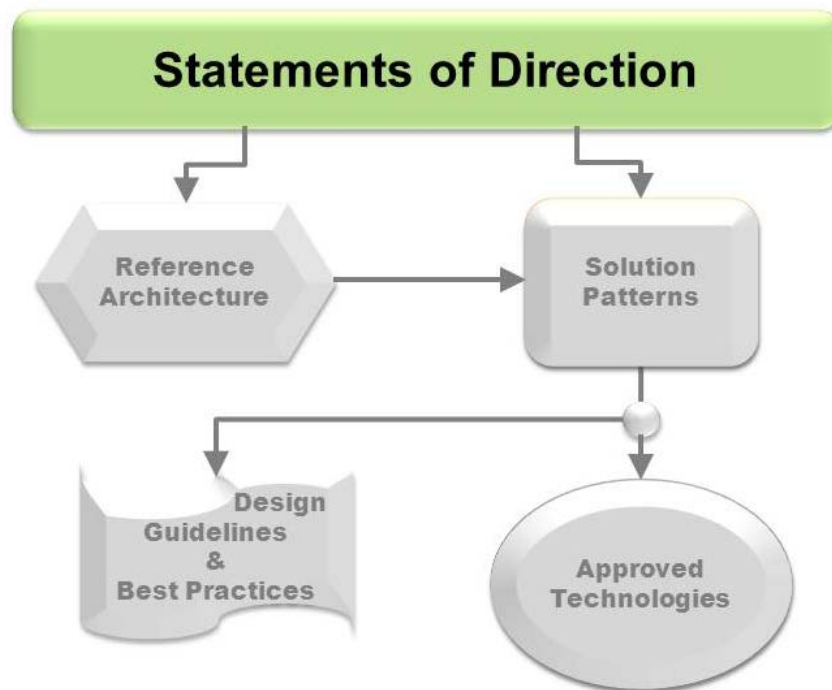 Statements of Direction
Reference
Architecture
Solution
Patterns
Design
Guidelines
&
Best Practices
Approved
Technologies